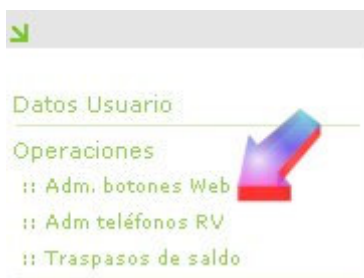 Datos Usuario
Operaciones
:: Adm. botones Web
:: Adm teléfonos RV
:: Traspasos de saldo